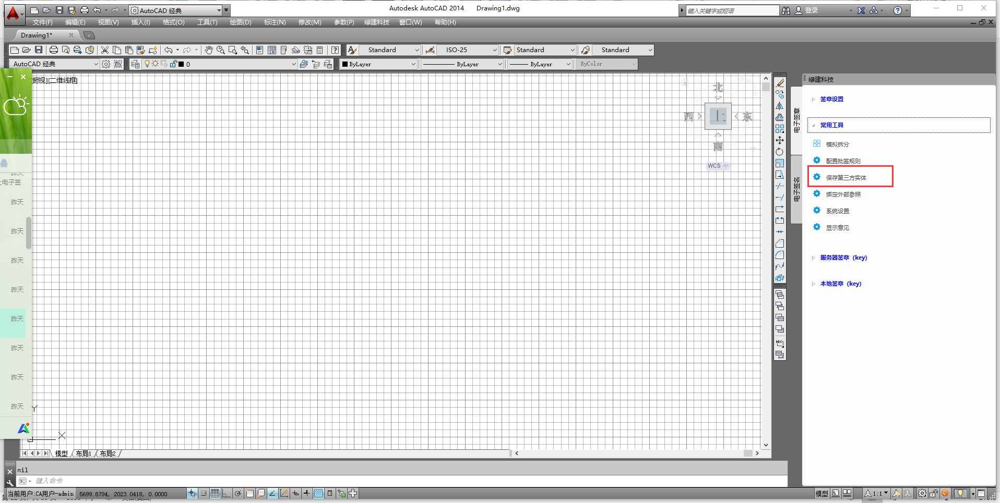 AutoCAD 经典
Autodesk AutoCAD 2014 Drawing1.dwg
键入关键字或短语
登录
文件(F) 编辑(E) 视图(V) 插入(I) 格式(O) 工具(T) 绘图(D) 标注(N) 修改(M) 参数(P) 绿建科技 窗口(W) 帮助(H)
Drawing1*
Standard ISO-25 Standard Standard
AutoCAD 经典 0 ByLayer ByLayer ByLayer ByColor
俯视][二维线框]
北
西 上 东
南
WCS
电子签
昨天
昨天
昨天
昨天
昨天
昨天
昨天
昨天
Y
X
绿建科技
电子签章
电子签名
签章设置
常用工具
模拟拆分
配置批签规则
保存第三方实体
绑定外部参照
系统设置
显示意见
服务器签章（key)
本地签章（key)
ABC
模型 布局1 布局2
nil
键入命令
当前用户:CA用户-admin 5699.8794, 2023.0418, 0.0000
模型 1:1